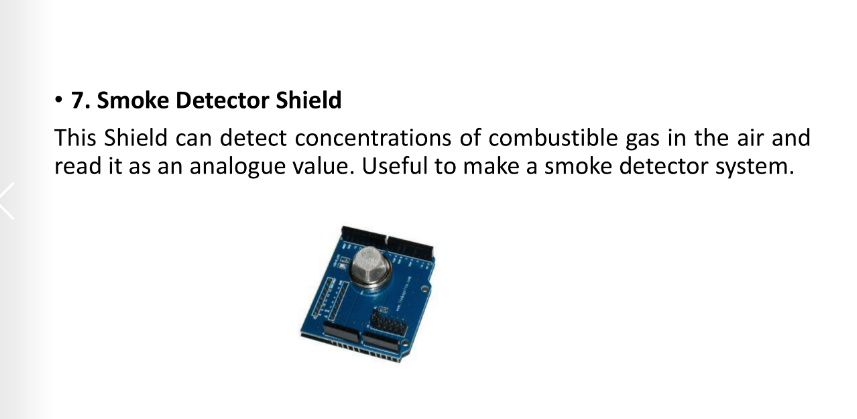 • 7. Smoke Detector Shield
This Shield can detect concentrations of combustible gas in the air and
read it as an analogue value. Useful to make a smoke detector system.